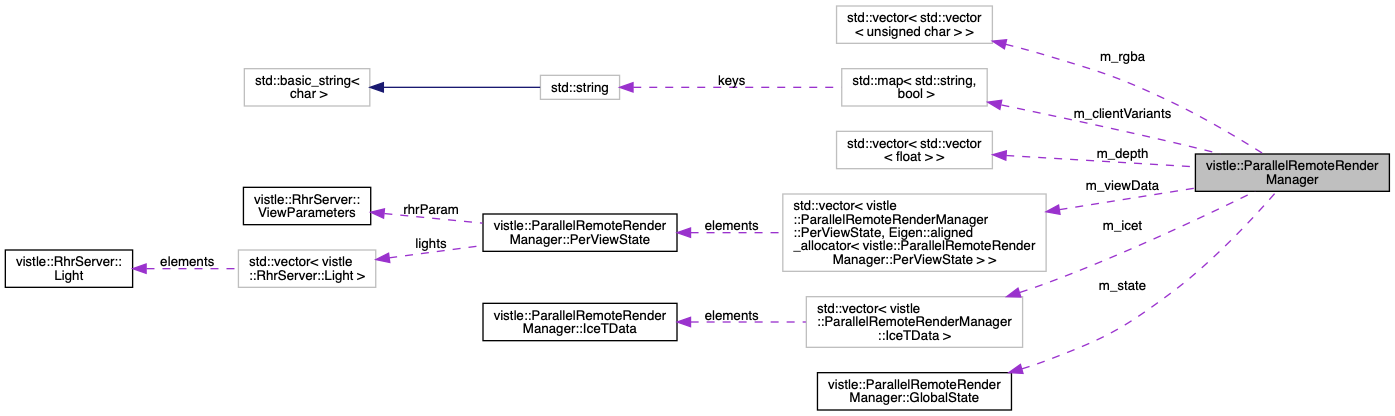 std::vector< std::vector
< unsigned char > >
m_rgba
std::basic_string<
char >
std::string
keys
std::map< std::string,
bool >
m_clientVariants
std::vector< std::vector
< float > >
m_depth
vistle::ParallelRemoteRender
Manager
vistle::RhrServer::
ViewParameters
rhrParam
vistle::ParallelRemoteRender
Manager::PerViewState
elements
std::vector< vistle
::ParallelRemoteRenderManager
::PerViewState, Eigen::aligned
_allocator< vistle::ParallelRemoteRender
Manager::PerViewState > >
m_viewData
lights
vistle::RhrServer::
Light
elements
std::vector< vistle
::RhrServer::Light >
m_icet
vistle::ParallelRemoteRender
Manager::IceTData
elements
std::vector< vistle
::ParallelRemoteRenderManager
::IceTData >
m_state
vistle::ParallelRemoteRender
Manager::GlobalState